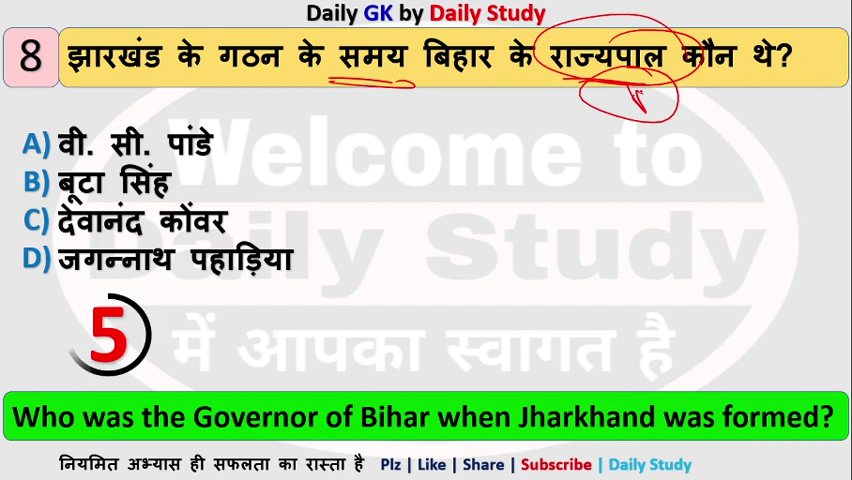 Daily GK by Daily Study
8 झारखंड के गठन के समय बिहार के राज्यपाल कौन थे?
A) वी. सी. पांडे
B) बूटा सिंह
C) देवानंद कोंवर
D) जगन्नाथ पहाड़िया
Welcome to
Daily Study
में आपका स्वागत है
5
Who was the Governor of Bihar when Jharkhand was formed?
नियमित अभ्यास ही सफलता का रास्ता है Plz | Like | Share | Subscribe | Daily Study